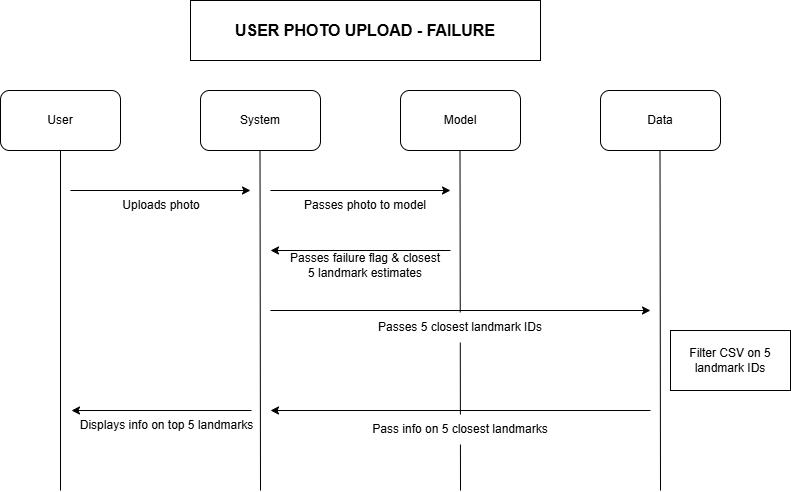 USER PHOTO UPLOAD - FAILURE
User
System
Model
Data
Uploads photo
Passes photo to model
Passes failure flag & closest
5 landmark estimates
Passes 5 closest landmark IDs
Filter CSV on 5
landmark IDs
Displays info on top 5 landmarks
Pass info on 5 closest landmarks